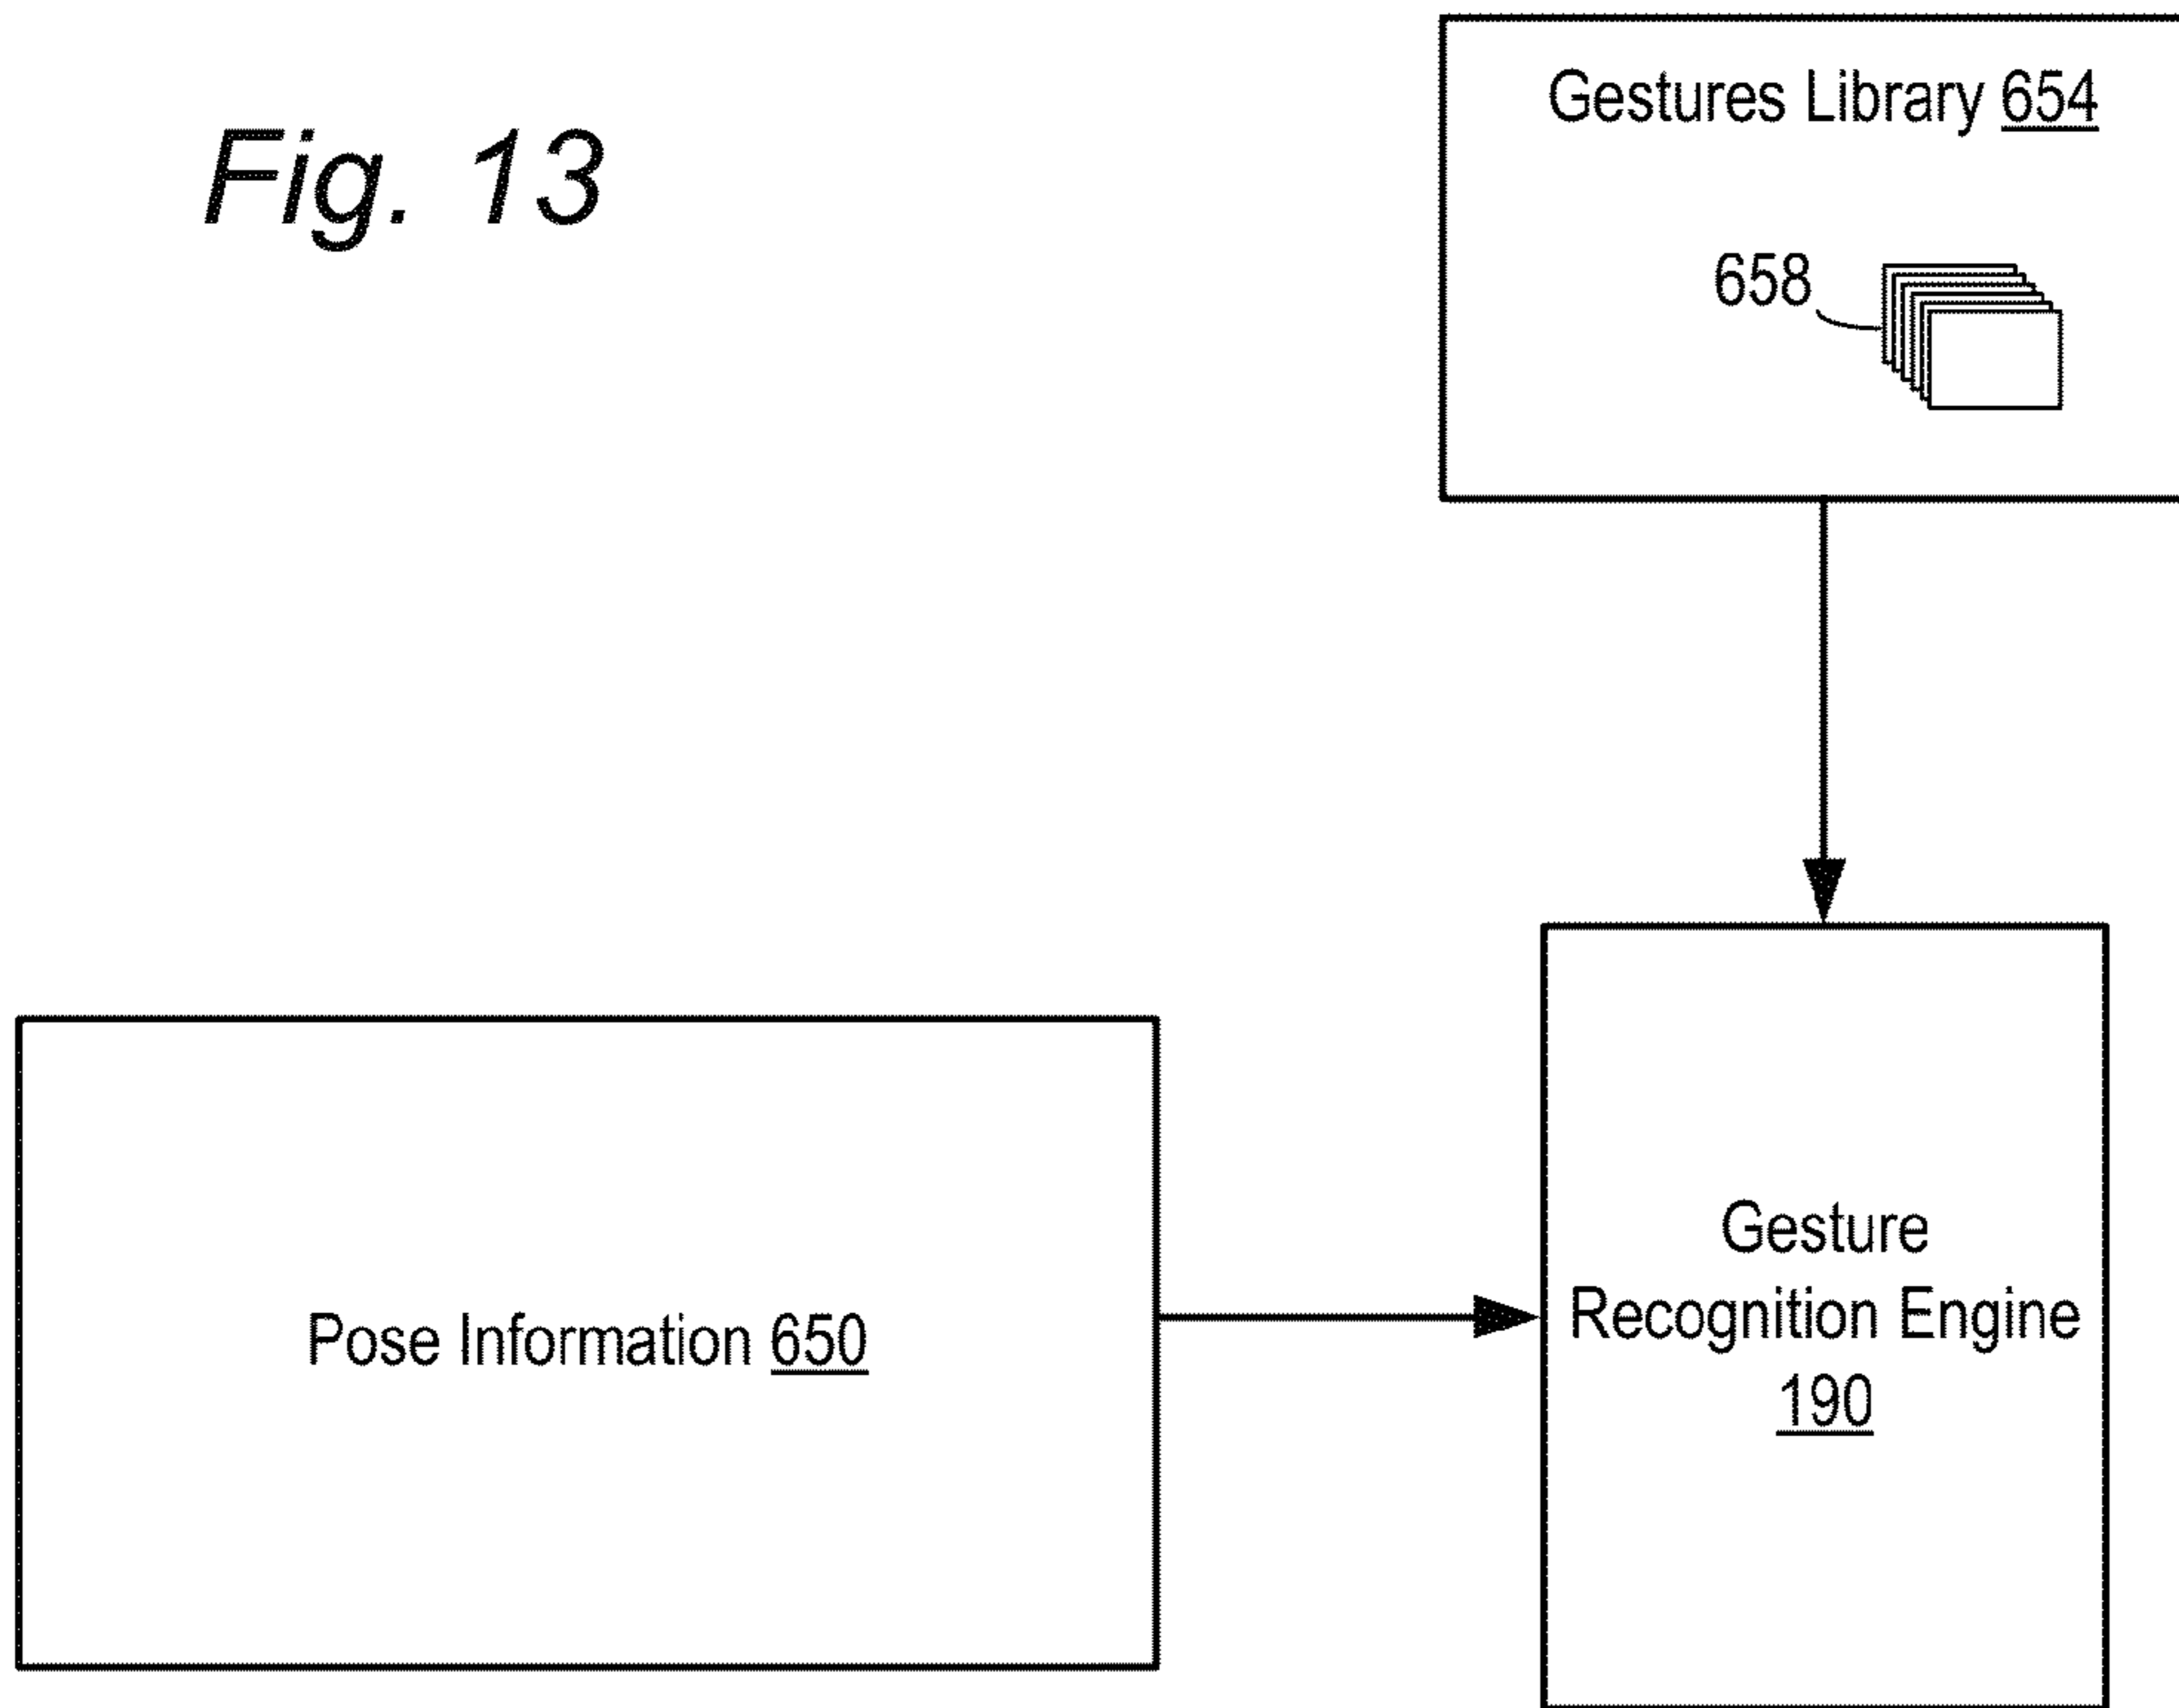 Fig. 13
Gestures Library 654
658
Pose Information 650
Gesture
Recognition Engine
190